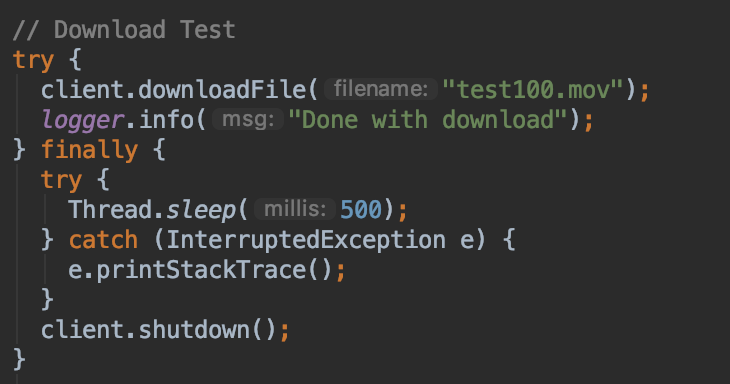 // Download Test
try {
  client.downloadFile( filename: "test100.mov");
  logger.info( msg: "Done with download");
} finally {
  try {
    Thread.sleep( millis: 500);
  } catch (InterruptedException e) {
    e.printStackTrace();
  }
  client.shutdown();
}